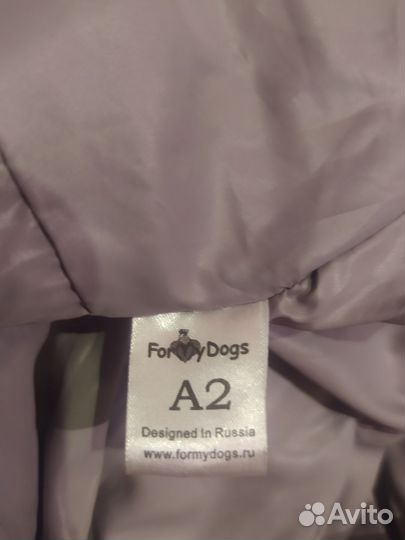 ForMyDogs
A2
Designed In Russia
www.formydogs.ru
Avito